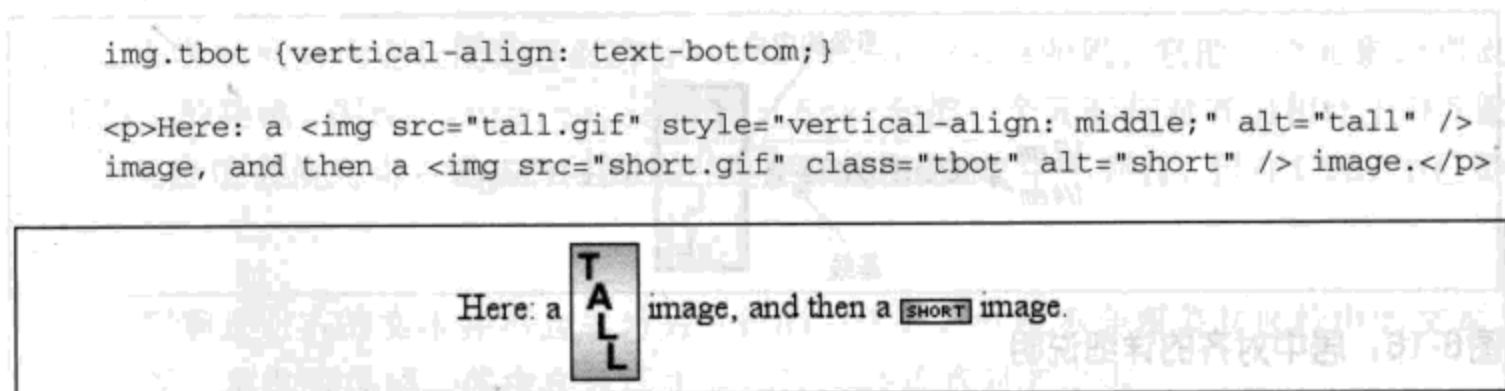 img.tbot {vertical-align: text-bottom;}
<p>Here: a <img src="tall.gif" style="vertical-align: middle;" alt="tall" />
image, and then a <img src="short.gif" class="tbot" alt="short" /> image.</p>
Here: a TALL image, and then a SHORT image.